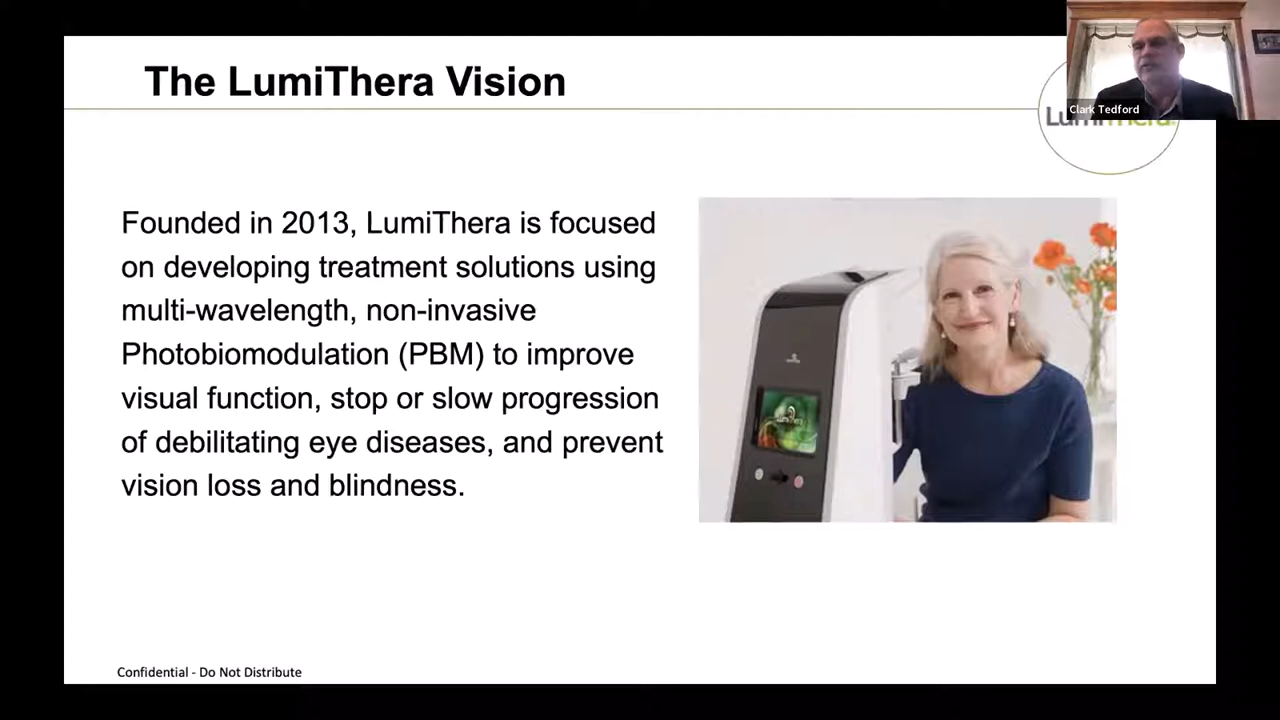 The LumiThera Vision
Clark Tedford
LumiThera
Founded in 2013, LumiThera is focused
on developing treatment solutions using
multi-wavelength, non-invasive
Photobiomodulation (PBM) to improve
visual function, stop or slow progression
of debilitating eye diseases, and prevent
vision loss and blindness.
LumiThera
Confidential - Do Not Distribute